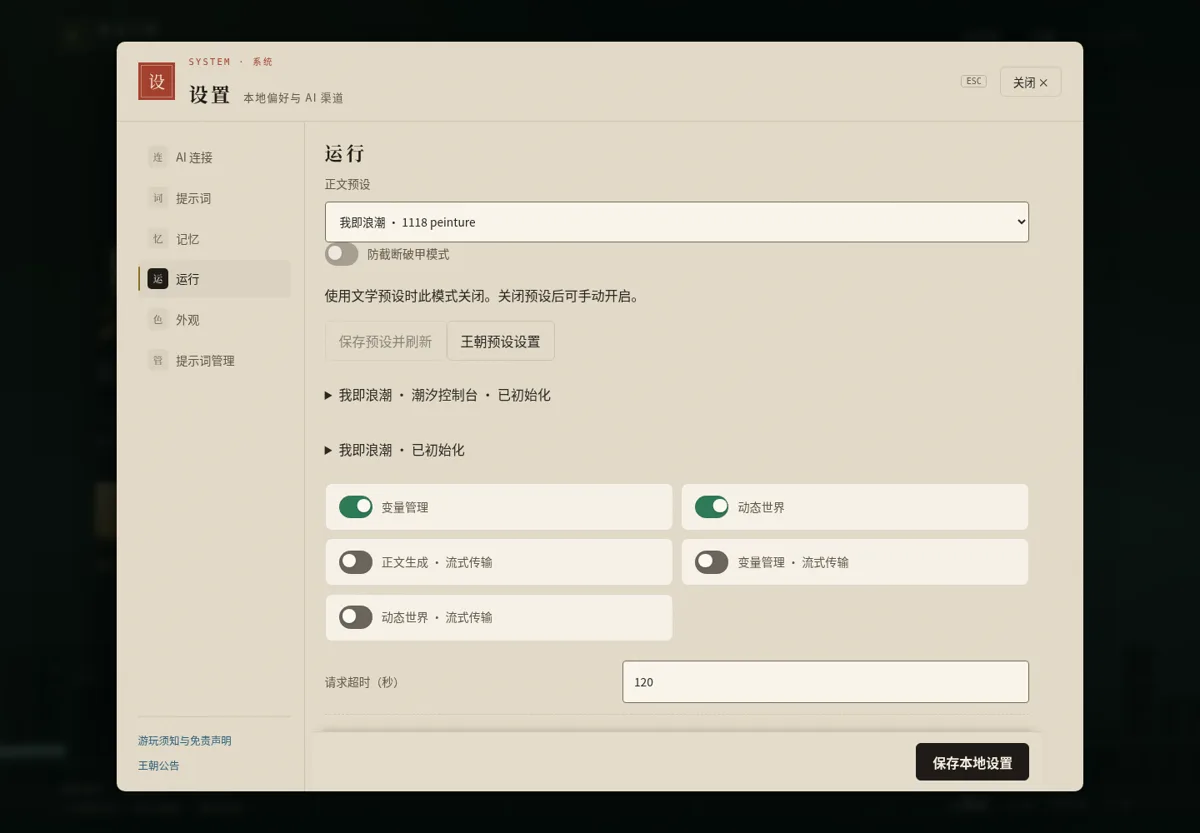 设
SYSTEM · 系统
设置 本地偏好与 AI 渠道
ESC
关闭 ×
连 AI 连接
词 提示词
忆 记忆
运 运行
色 外观
管 提示词管理
游玩须知与免责声明
王朝公告
运行
正文预设
我即浪潮 · 1118 peinture
防截断破甲模式
使用文学预设时此模式关闭。关闭预设后可手动开启。
保存预设并刷新 王朝预设设置
▶ 我即浪潮 · 潮汐控制台 · 已初始化
▶ 我即浪潮 · 已初始化
变量管理 动态世界
正文生成 · 流式传输 变量管理 · 流式传输
动态世界 · 流式传输
请求超时（秒） 120
保存本地设置